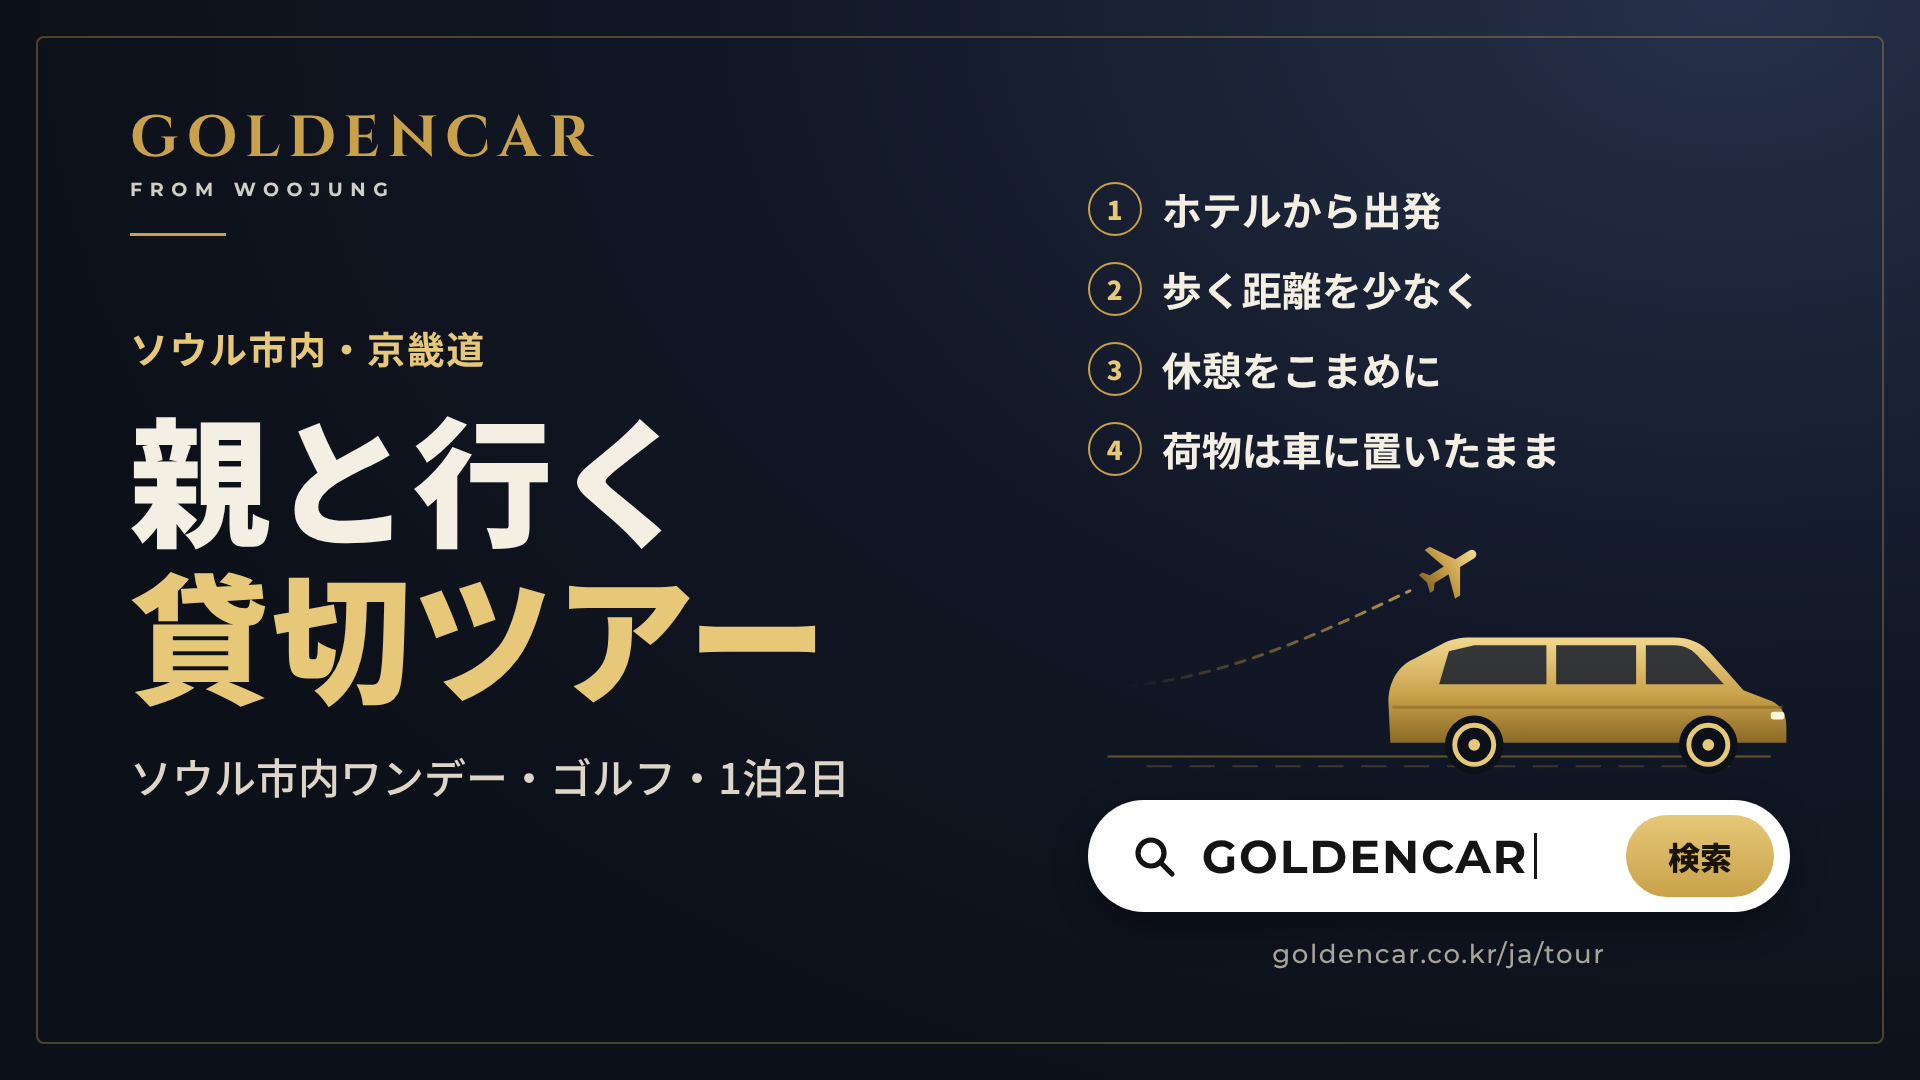 GOLDENCAR
FROM WOOJUNG
ソウル市内・京畿道
親と行く
貸切ツアー
ソウル市内ワンデー・ゴルフ・1泊2日
1 ホテルから出発
2 歩く距離を少なく
3 休憩をこまめに
4 荷物は車に置いたまま
GOLDENCAR 検索
goldencar.co.kr/ja/tour